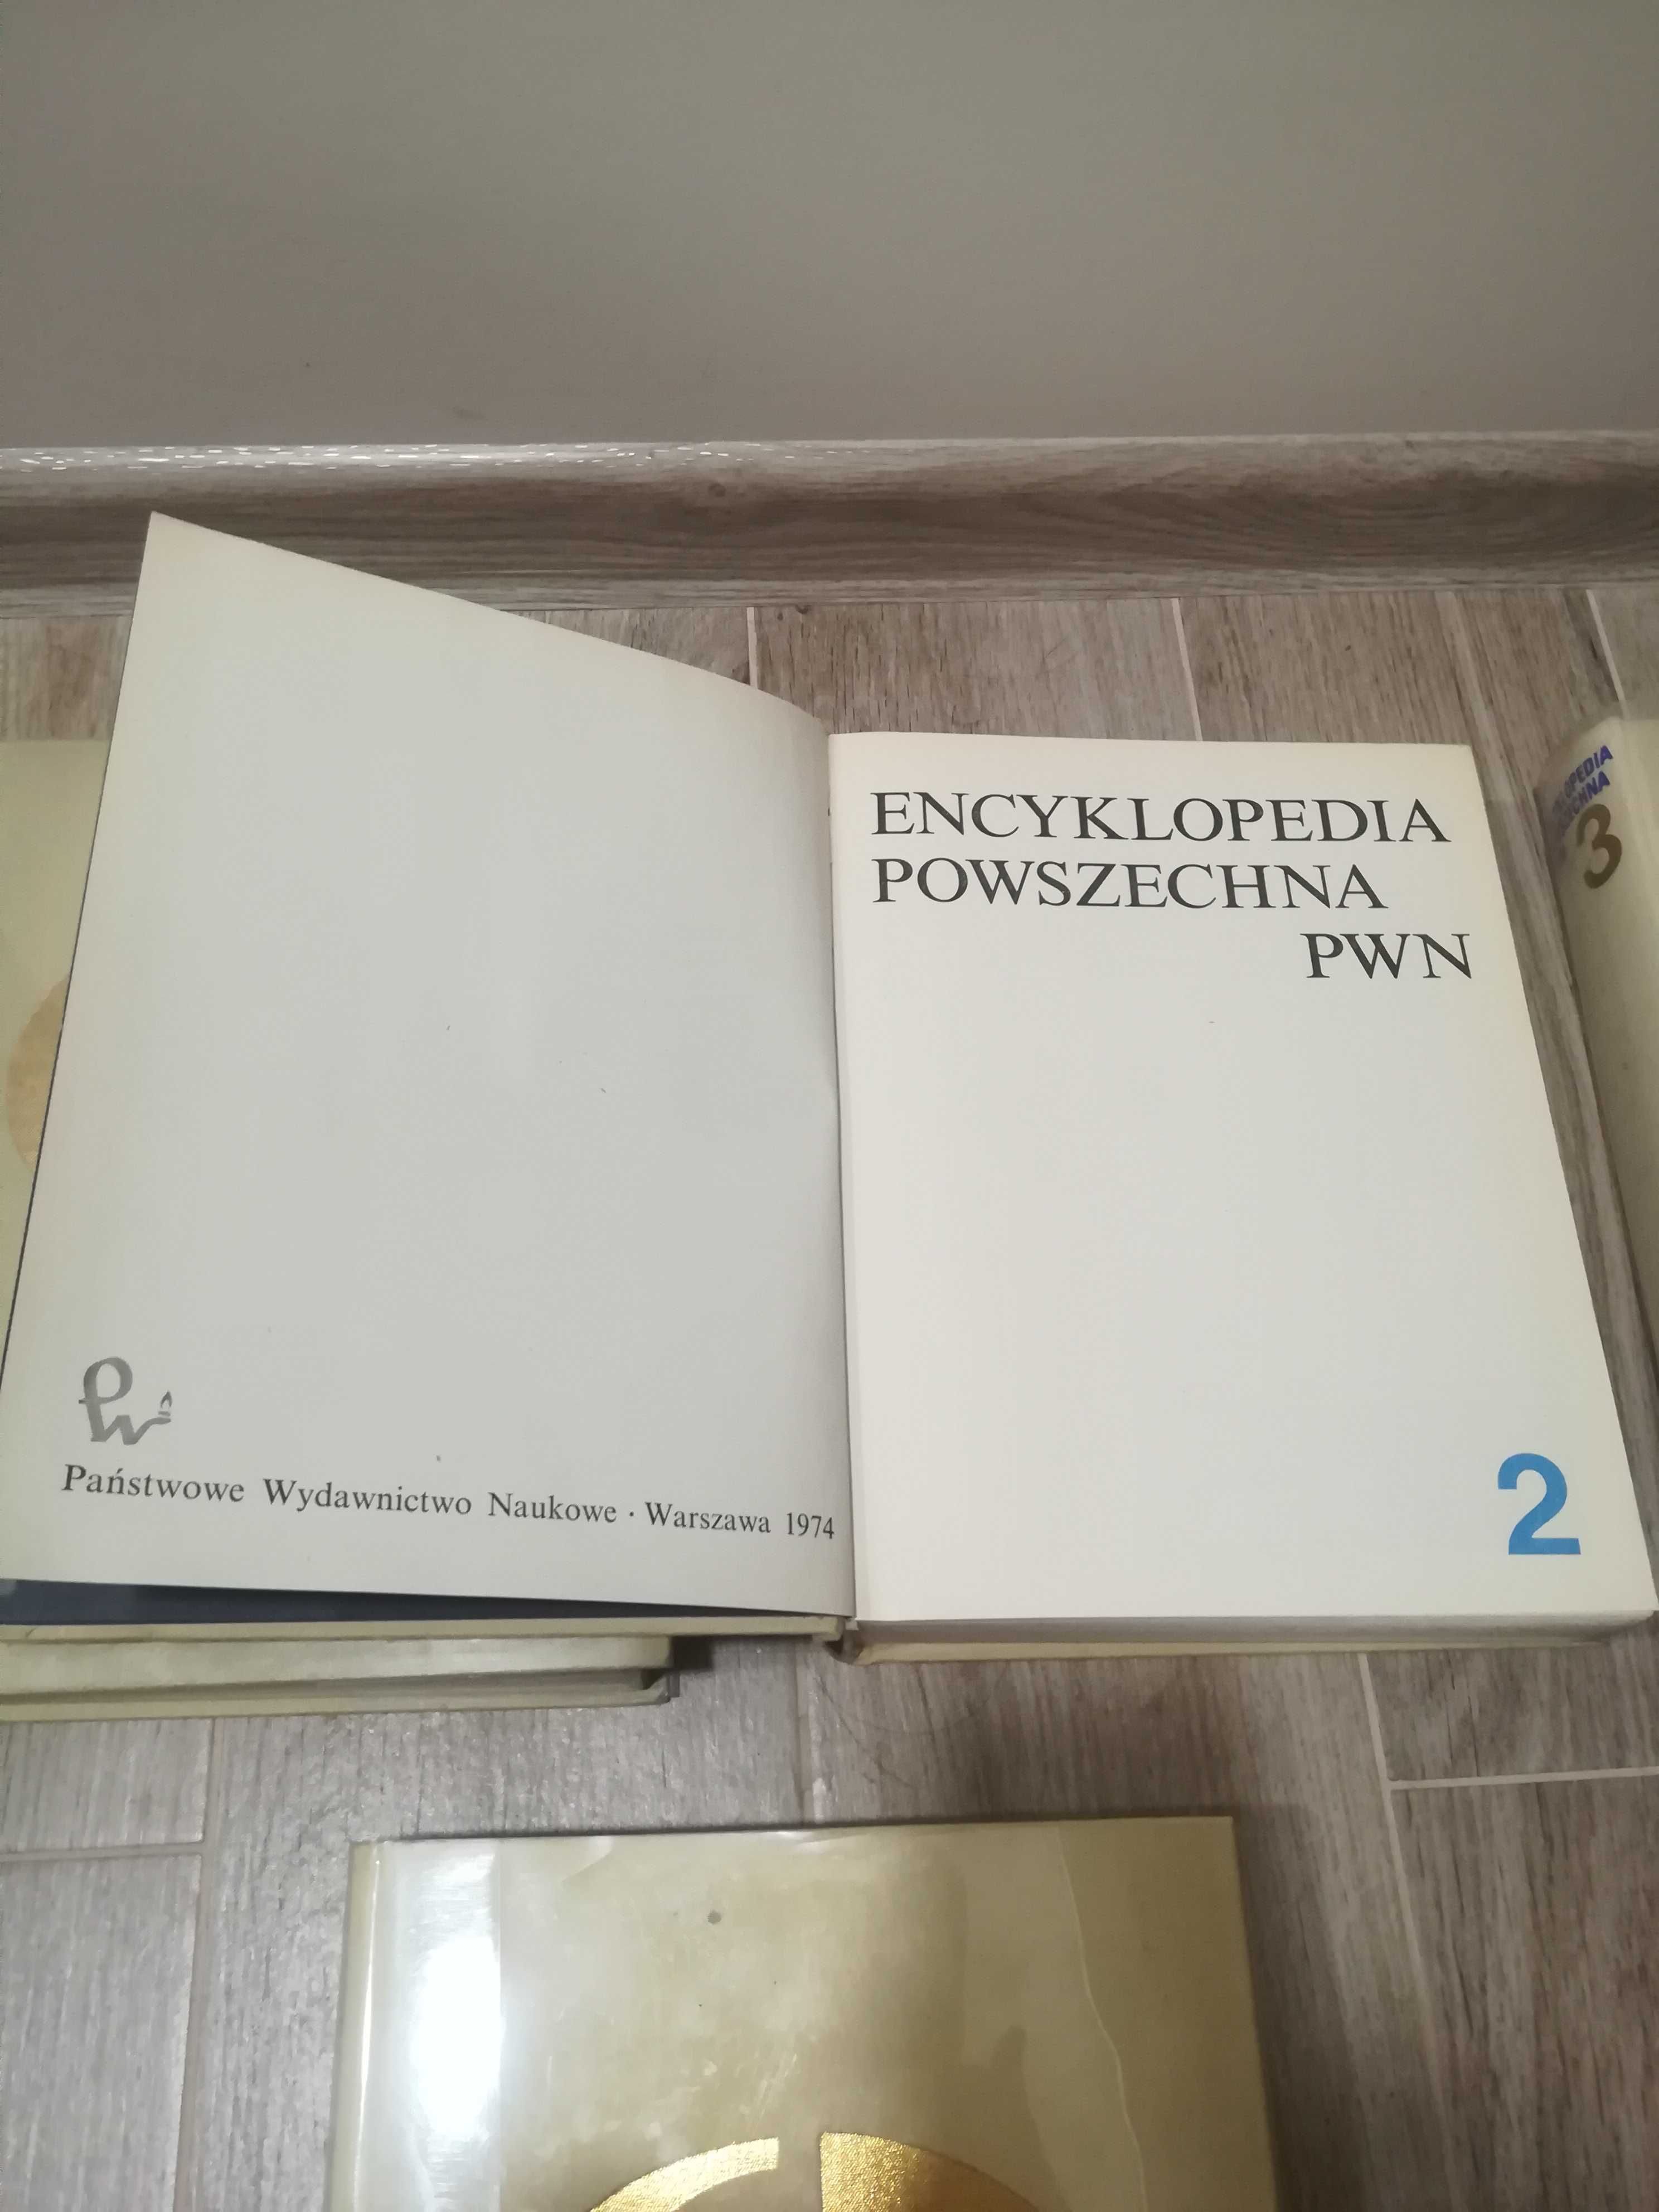 ENCYKLOPEDIA
POWSZECHNA
PWN
2
Państwowe Wydawnictwo Naukowe · Warszawa 1974
3